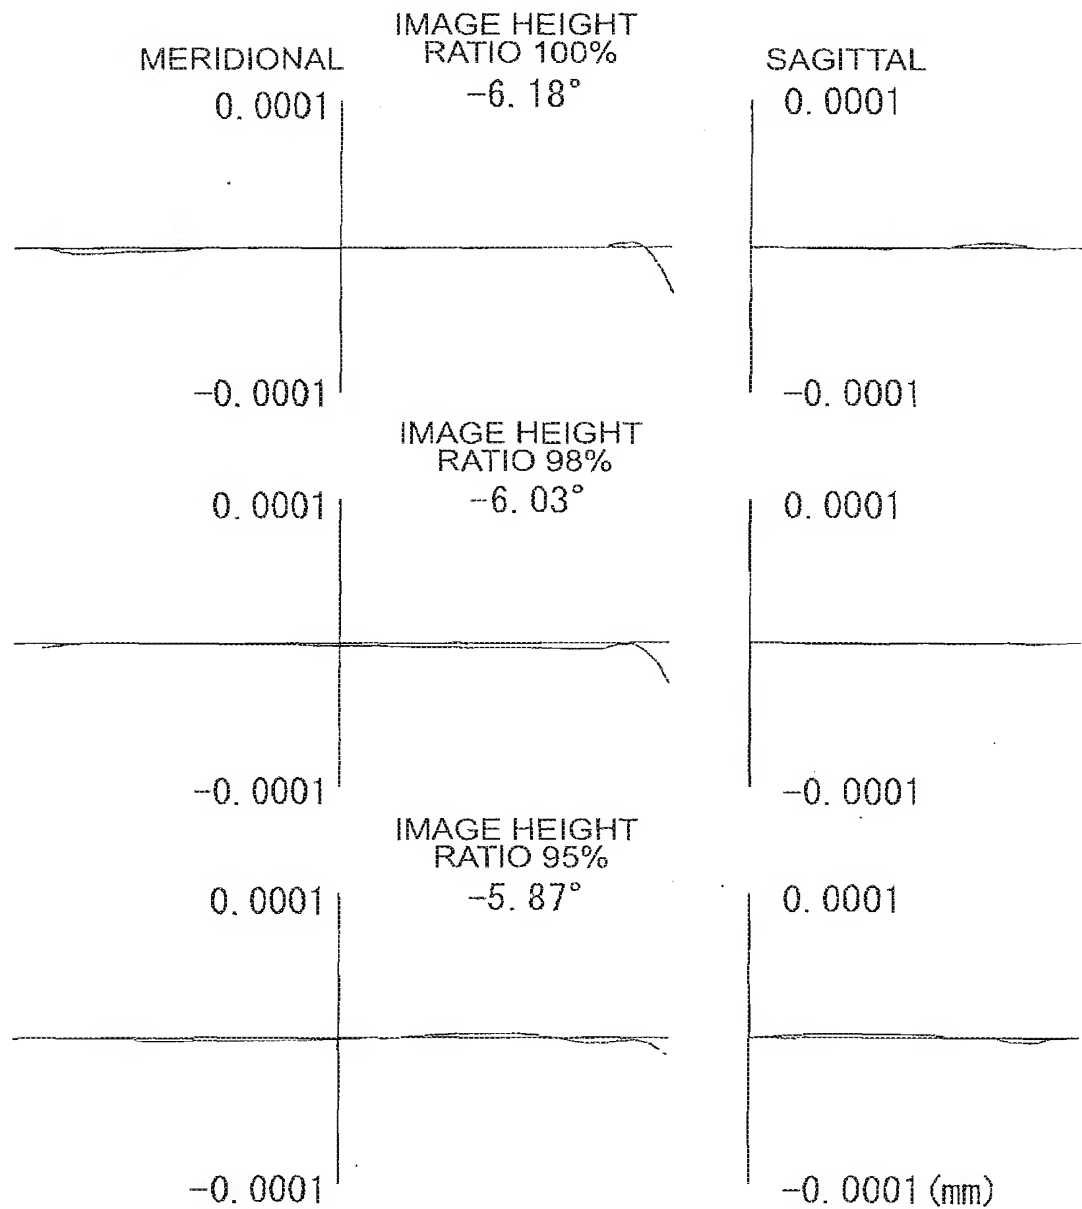 IMAGE HEIGHT
RATIO 100%
MERIDIONAL
SAGITTAL
-6.18°
0.0001
0.0001
-0.0001
-0.0001
IMAGE HEIGHT
RATIO 98%
-6.03°
0.0001
0.0001
-0.0001
-0.0001
IMAGE HEIGHT
RATIO 95%
-5.87°
0.0001
0.0001
-0.0001
-0.0001 (mm)